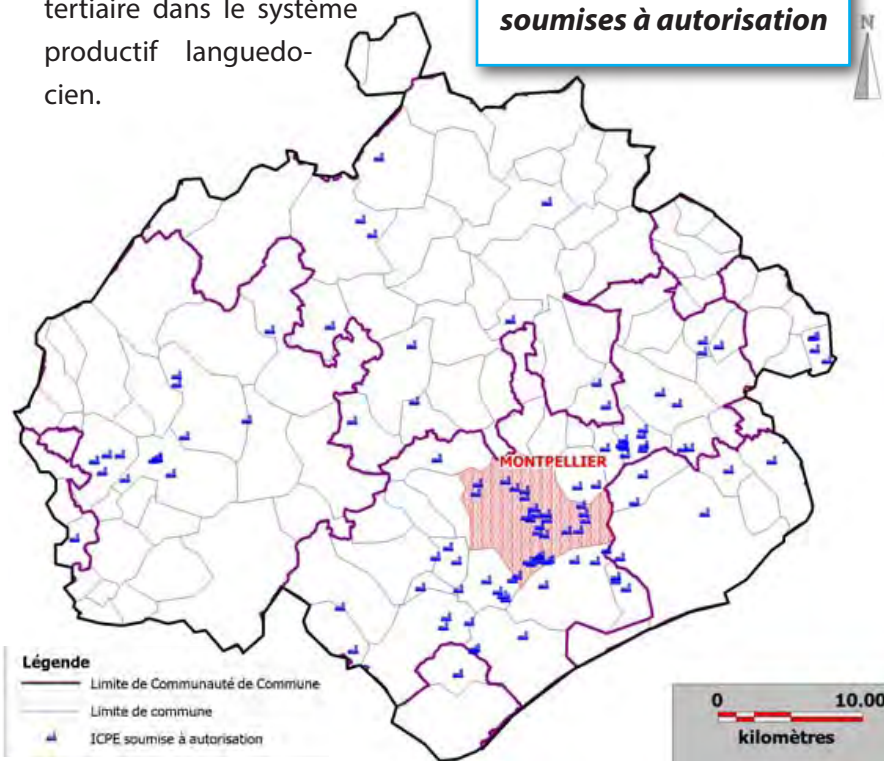 tertiaire dans le système
productif languedo-
cien.
soumises à autorisation
N
MONTPELLIER
Légende
Limite de Communauté de Commune
Limite de commune
ICPE soumise à autorisation
0 10.00
kilomètres